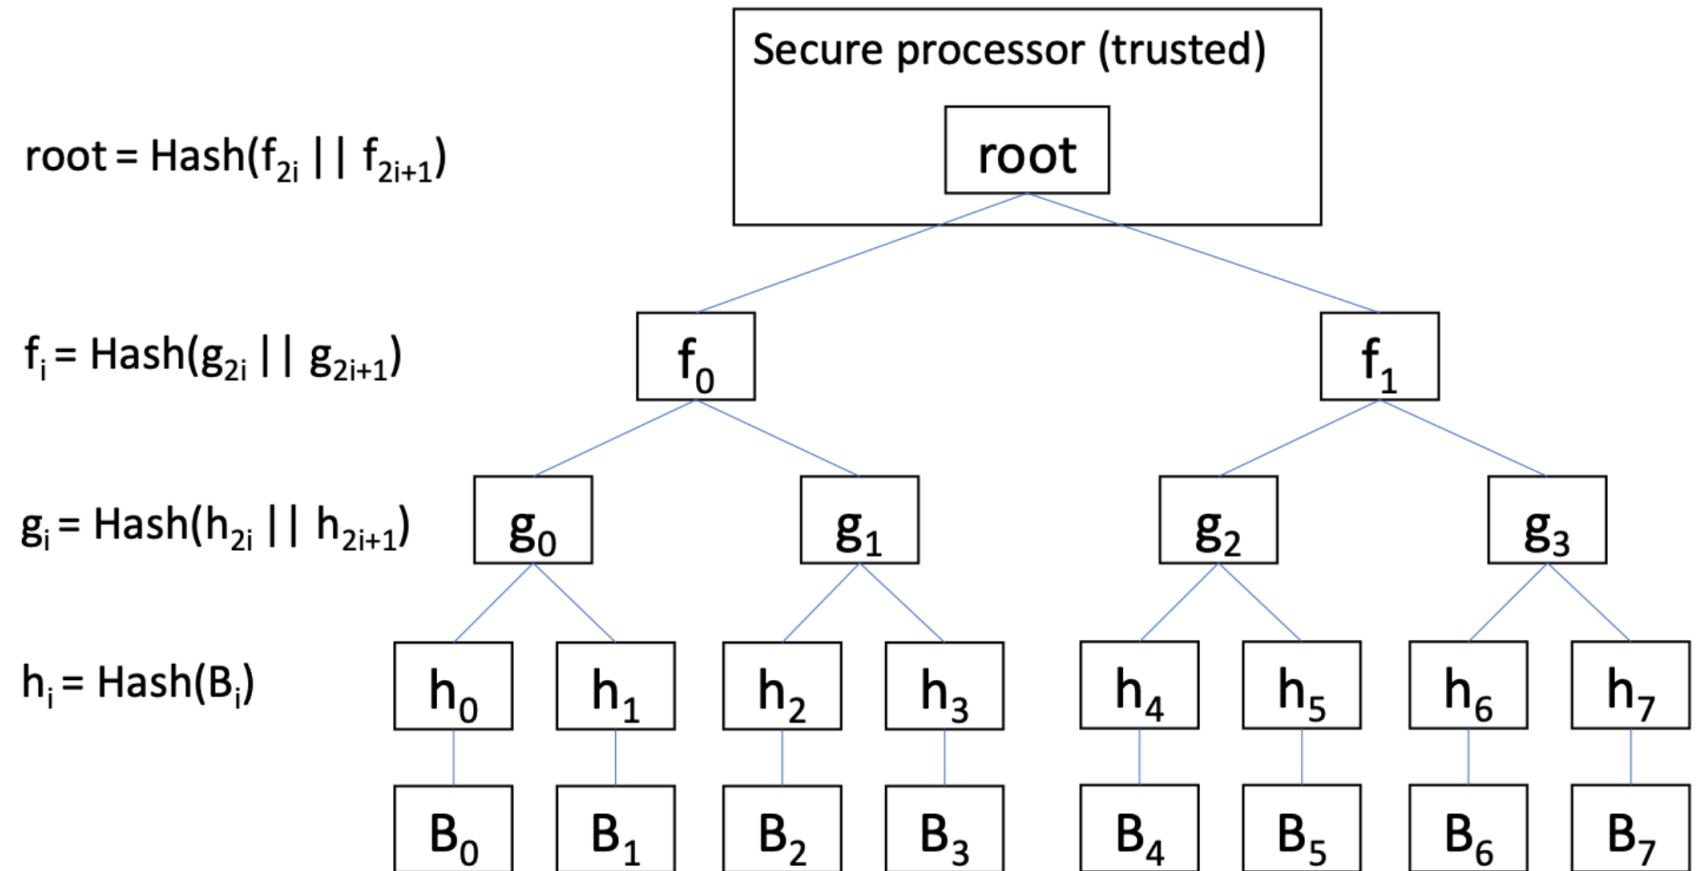 Secure processor (trusted)
root = Hash(f₂ᵢ || f₂ᵢ₊₁)
root
fᵢ = Hash(g₂ᵢ || g₂ᵢ₊₁)
f₀ f₁
gᵢ = Hash(h₂ᵢ || h₂ᵢ₊₁)
g₀ g₁ g₂ g₃
hᵢ = Hash(Bᵢ)
h₀ h₁ h₂ h₃ h₄ h₅ h₆ h₇
B₀ B₁ B₂ B₃ B₄ B₅ B₆ B₇